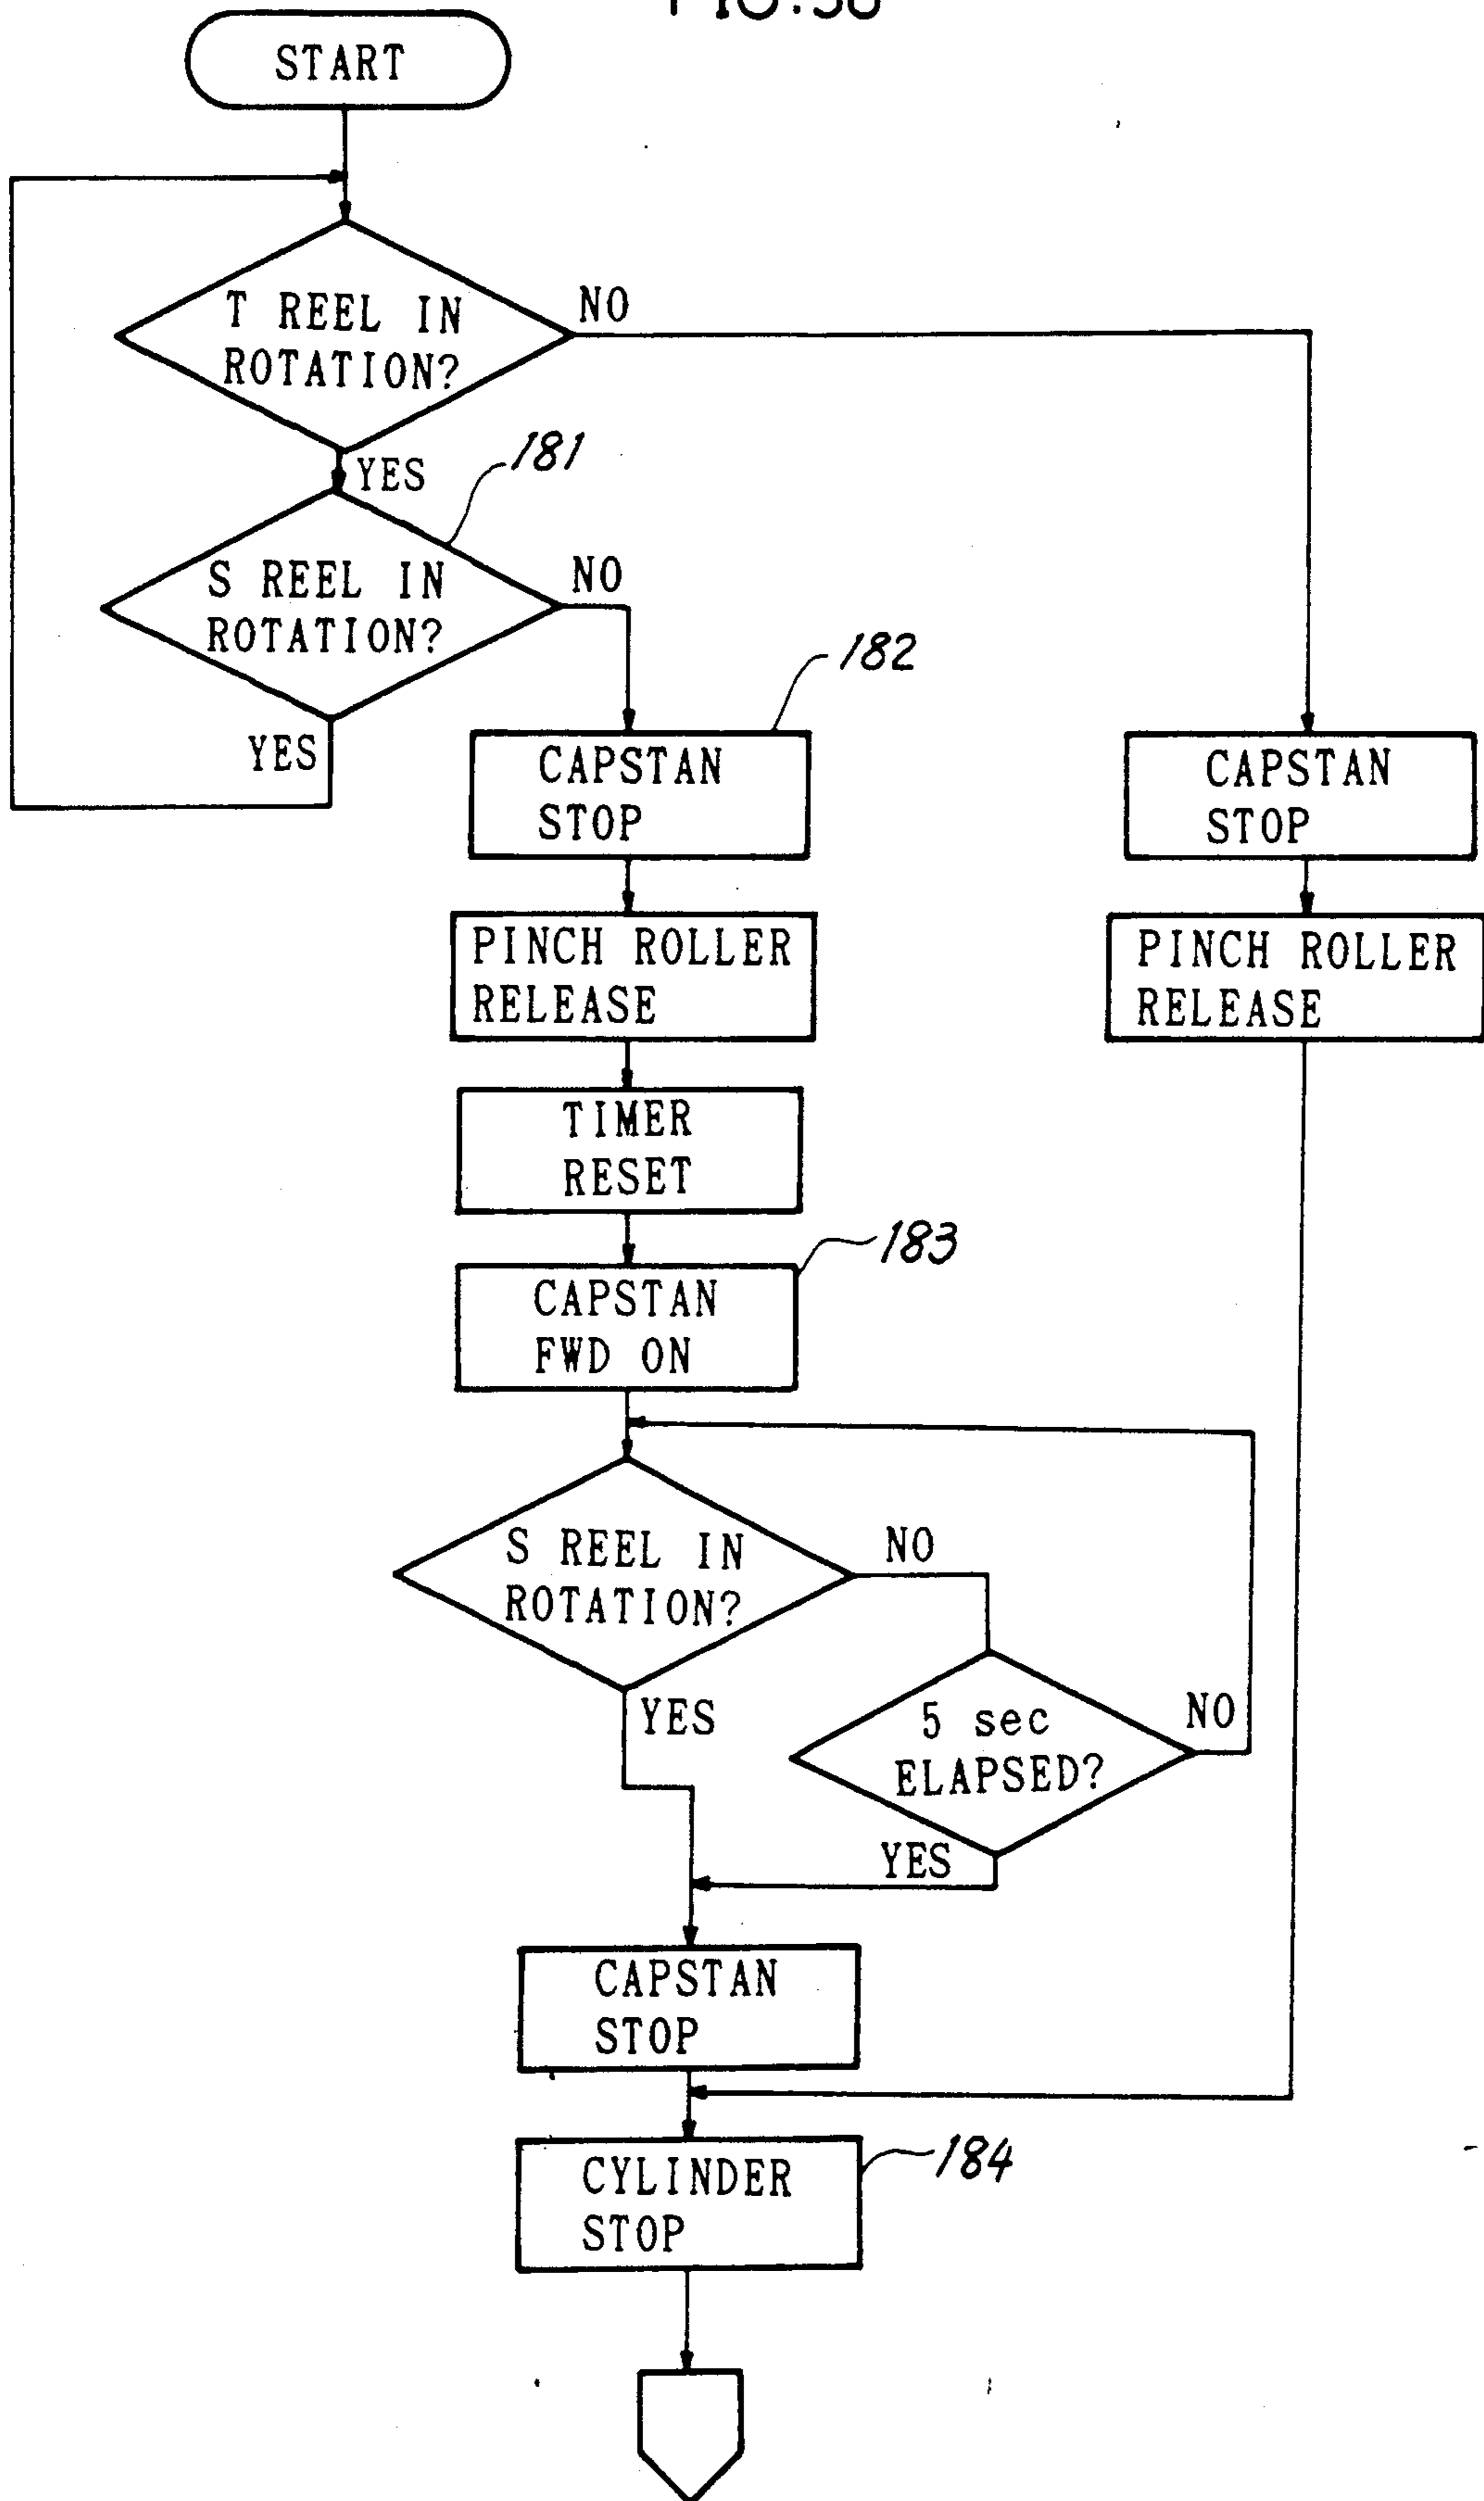 START
T REEL IN
ROTATION?
NO
YES
181
S REEL IN
ROTATION?
NO
YES
182
CAPSTAN
STOP
CAPSTAN
STOP
PINCH ROLLER
RELEASE
PINCH ROLLER
RELEASE
TIMER
RESET
183
CAPSTAN
FWD ON
S REEL IN
ROTATION?
NO
YES
5 sec
ELAPSED?
NO
YES
CAPSTAN
STOP
184
CYLINDER
STOP